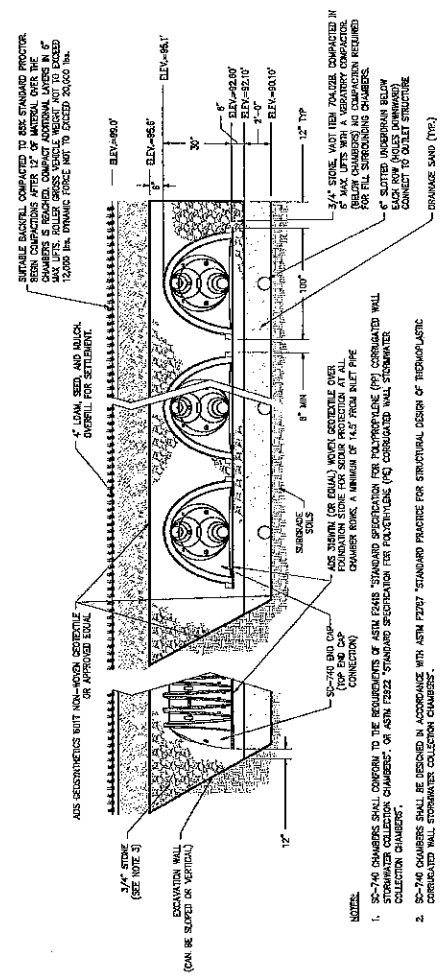 SUITABLE BACKFILL COMPACTED TO 85% STANDARD PROCTOR.
BEGIN COMPACTIONS AFTER 12" OF MATERIAL OVER THE
CHAMBERS IS REACHED. COMPACT ADDITIONAL LAYERS IN 6"
MAX LIFTS. ROLLER GROSS VEHICLE WEIGHT NOT TO EXCEED
12,000 lbs. DYNAMIC FORCE NOT TO EXCEED 20,000 lbs.
4" LOAM, SEED, AND MULCH.
OVERFILL FOR SETTLEMENT.
ADS GEOSYNTHETICS 601T NON-WOVEN GEOTEXTILE
OR APPROVED EQUAL
ELEV.=99.0'
ELEV.=95.6'
ELEV.=95.1'
6"
30"
ELEV.=92.60'
6"
ELEV.=92.10'
2'-0"
ELEV.=90.10'
12" TYP
100"
6" MIN
3/4" STONE
(SEE NOTE 3)
EXCAVATION WALL
(CAN BE SLOPED OR VERTICAL)
12"
SC-740 END CAP
(TOP END CAP
CONNECTION)
SUBGRADE
SOILS
ADS 315WTK (OR EQUAL) WOVEN GEOTEXTILE OVER
FOUNDATION STONE FOR SCOUR PROTECTION AT ALL
CHAMBER ROWS, A MINIMUM OF 14.5' FROM INLET PIPE
3/4" STONE, VAOT ITEM 704.02B, COMPACTED IN
6" MAX. LIFTS WITH A VIBRATORY COMPACTOR.
(BELOW CHAMBERS) NO COMPACTION REQUIRED
FOR FILL SURROUNDING CHAMBERS.
6" SLOTTED UNDERDRAIN BELOW
EACH ROW (HOLES DOWNWARD)
CONNECT TO OUTLET STRUCTURE
DRAINAGE SAND (TYP.)
NOTES:
1. SC-740 CHAMBERS SHALL CONFORM TO THE REQUIREMENTS OF ASTM F2418 "STANDARD SPECIFICATION FOR POLYPROPYLENE (PP) CORRUGATED WALL
STORMWATER COLLECTION CHAMBERS", OR ASTM F2922 "STANDARD SPECIFICATION FOR POLYETHYLENE (PE) CORRUGATED WALL STORMWATER
COLLECTION CHAMBERS".
2. SC-740 CHAMBERS SHALL BE DESIGNED IN ACCORDANCE WITH ASTM F2787 "STANDARD PRACTICE FOR STRUCTURAL DESIGN OF THERMOPLASTIC
CORRUGATED WALL STORMWATER COLLECTION CHAMBERS".